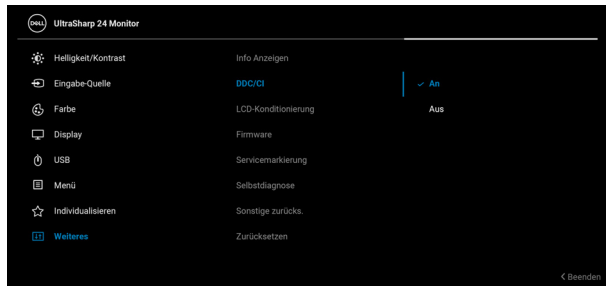 DELL UltraSharp 24 Monitor
Helligkeit/Kontrast Info Anzeigen
Eingabe-Quelle DDC/CI An
Farbe LCD-Konditionierung Aus
Display Firmware
USB Servicemarkierung
Menü Selbstdiagnose
Individualisieren Sonstige zurücks.
Weiteres Zurücksetzen
Beenden